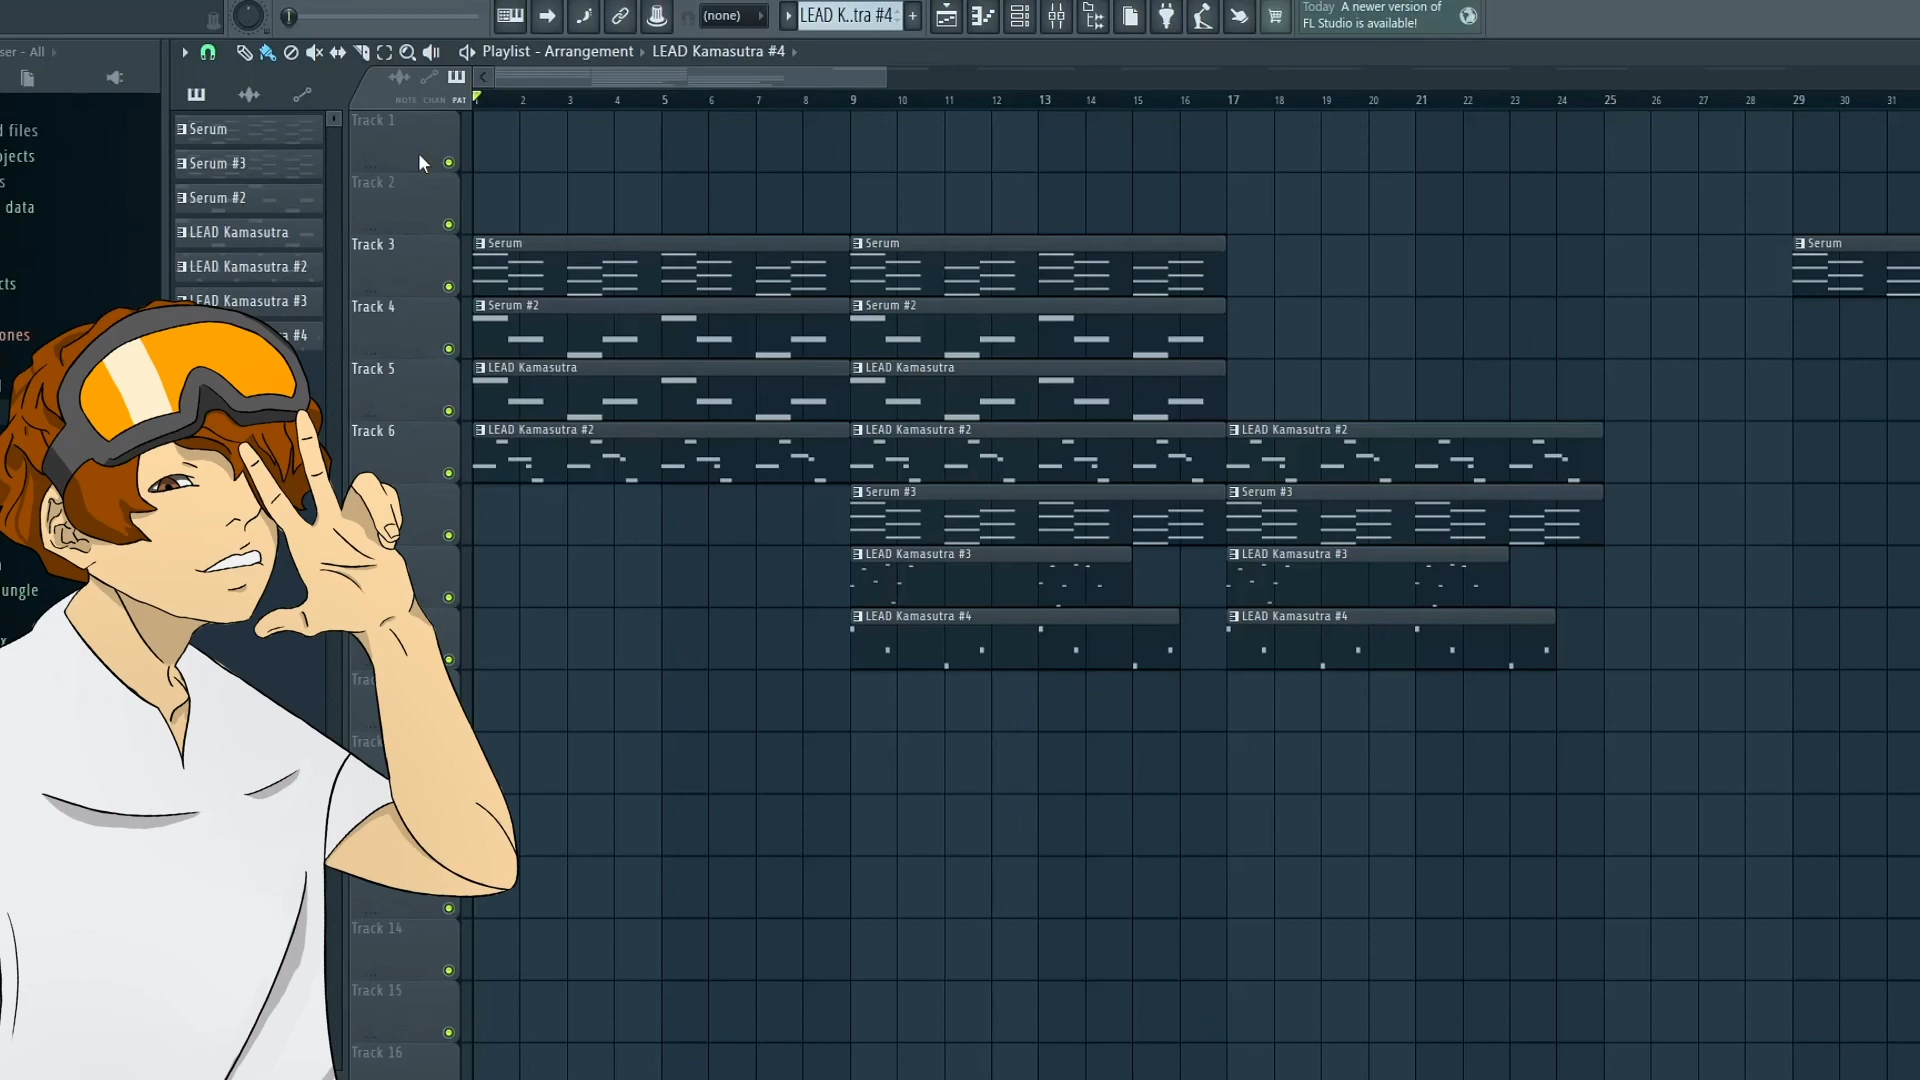 (none)
LEAD K..tra #4
Today A newer version of
FL Studio is available!
ser - All
Playlist - Arrangement › LEAD Kamasutra #4
NOTE CHAN PAT
2 3 4 5 6 7 8 9 10 11 12 13 14 15 16 17 18 19 20 21 22 23 24 25 26 27 28 29 30 31
d files
ojects
s
data
cts
ones
ungle
x
Serum
Serum #3
Serum #2
LEAD Kamasutra
LEAD Kamasutra #2
LEAD Kamasutra #3
a #4
Track 1
Track 2
Track 3
Serum
Serum
Serum
Track 4
Serum #2
Serum #2
Track 5
LEAD Kamasutra
LEAD Kamasutra
Track 6
LEAD Kamasutra #2
LEAD Kamasutra #2
LEAD Kamasutra #2
Serum #3
Serum #3
LEAD Kamasutra #3
LEAD Kamasutra #3
LEAD Kamasutra #4
LEAD Kamasutra #4
Trac
Track
Track 14
Track 15
Track 16